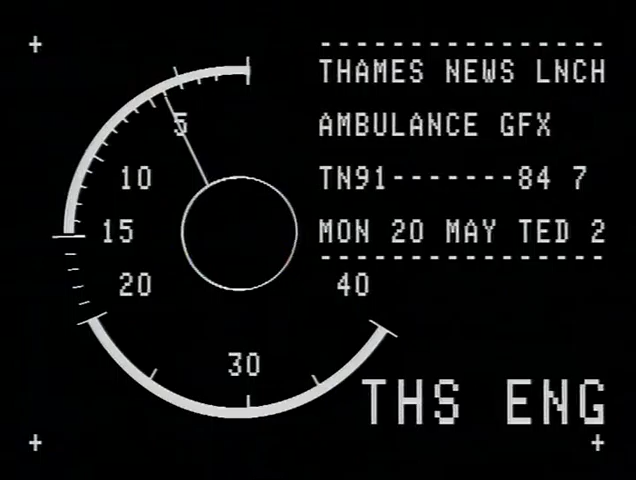 THAMES NEWS LNCH
AMBULANCE GFX
TN91-------84 7
MON 20 MAY TED 2
5
10
15
20
30
40
THS ENG